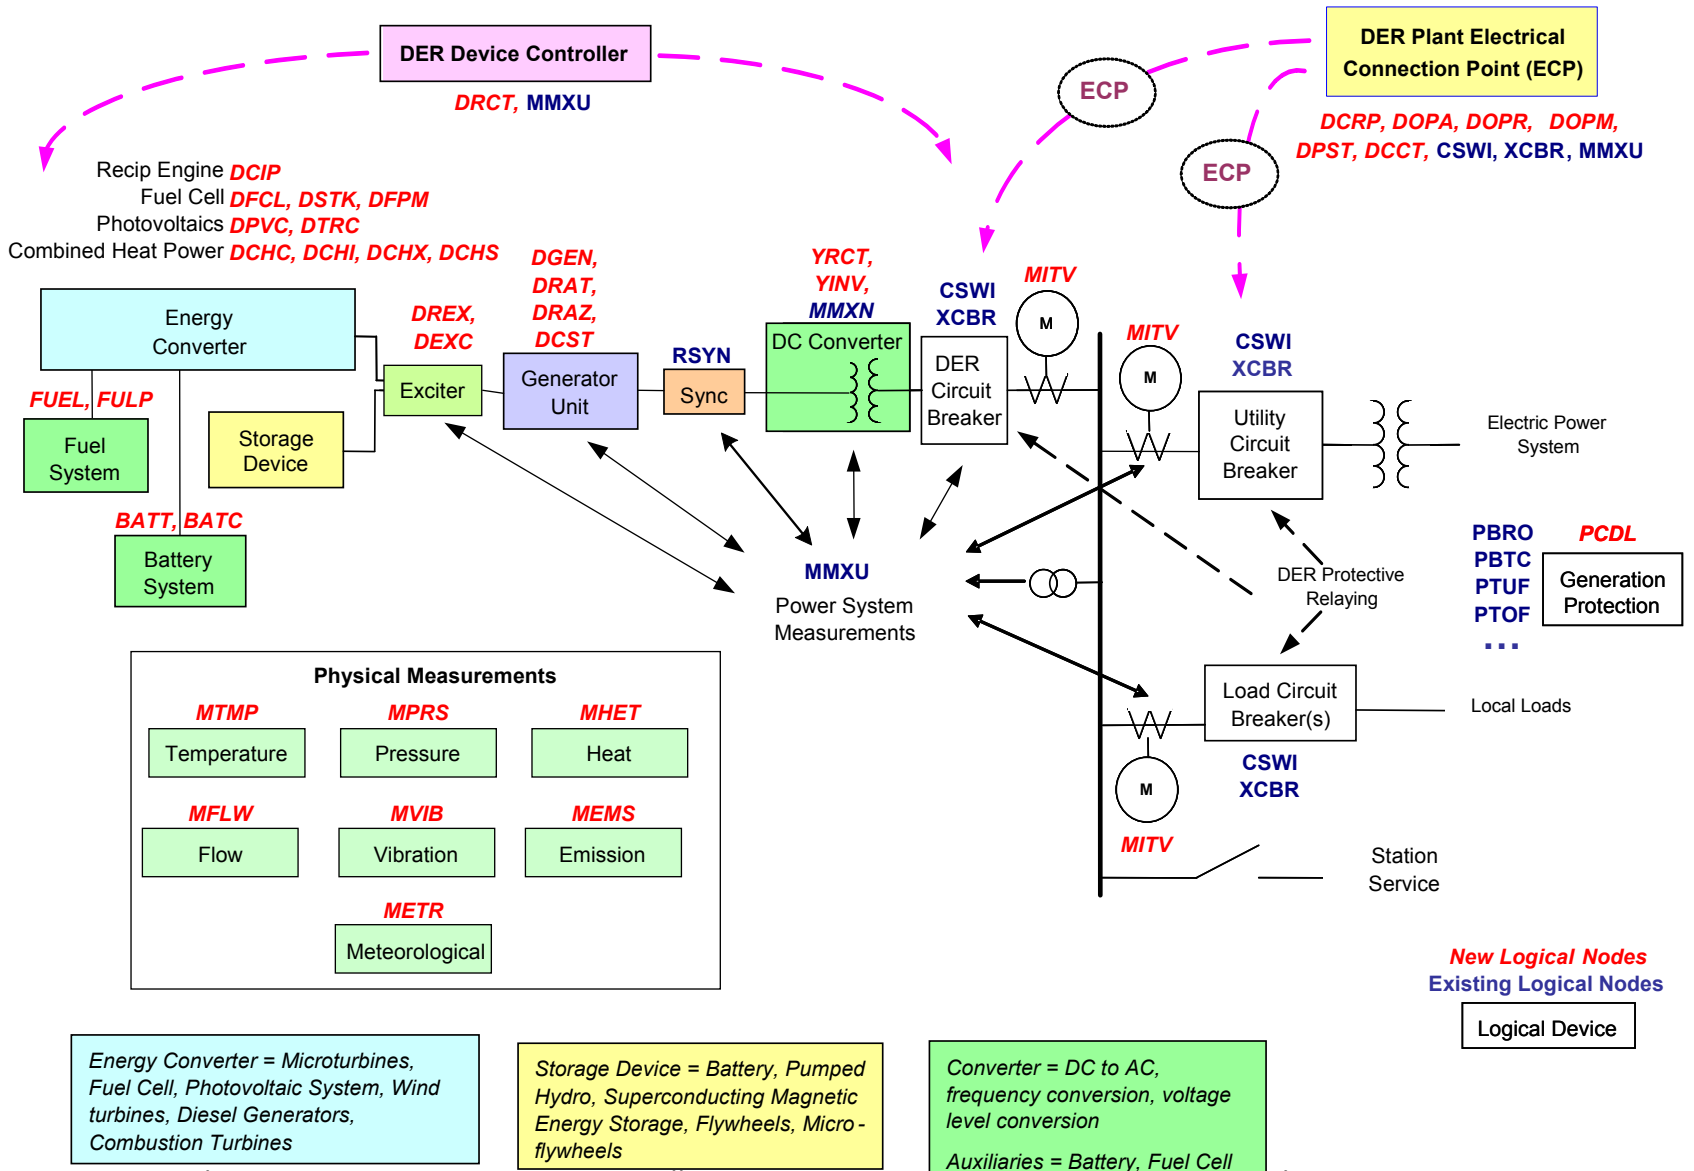 DER Device Controller
DRCT, MMXU
DER Plant Electrical
Connection Point (ECP)
DCRP, DOPA, DOPR, DOPM,
DPST, DCCT, CSWI, XCBR, MMXU
ECP
ECP
Recip Engine DCIP
Fuel Cell DFCL, DSTK, DFPM
Photovoltaics DPVC, DTRC
Combined Heat Power DCHC, DCHI, DCHX, DCHS
Energy
Converter
FUEL, FULP
Fuel
System
BATT, BATC
Battery
System
Storage
Device
DREX,
DEXC
Exciter
DGEN,
DRAT,
DRAZ,
DCST
Generator
Unit
RSYN
Sync
YRCT,
YINV,
MMXN
DC Converter
CSWI
XCBR
DER
Circuit
Breaker
MITV
M
MITV
M
CSWI
XCBR
Utility
Circuit
Breaker
Electric Power
System
MMXU
Power System
Measurements
DER Protective
Relaying
PBRO
PBTC
PTUF
PTOF
...
PCDL
Generation
Protection
Load Circuit
Breaker(s)
CSWI
XCBR
Local Loads
M
MITV
Station
Service
Physical Measurements
MTMP
Temperature
MPRS
Pressure
MHET
Heat
MFLW
Flow
MVIB
Vibration
MEMS
Emission
METR
Meteorological
New Logical Nodes
Existing Logical Nodes
Logical Device
Energy Converter = Microturbines,
Fuel Cell, Photovoltaic System, Wind
turbines, Diesel Generators,
Combustion Turbines
Storage Device = Battery, Pumped
Hydro, Superconducting Magnetic
Energy Storage, Flywheels, Micro-
flywheels
Converter = DC to AC,
frequency conversion, voltage
level conversion
Auxiliaries = Battery, Fuel Cell